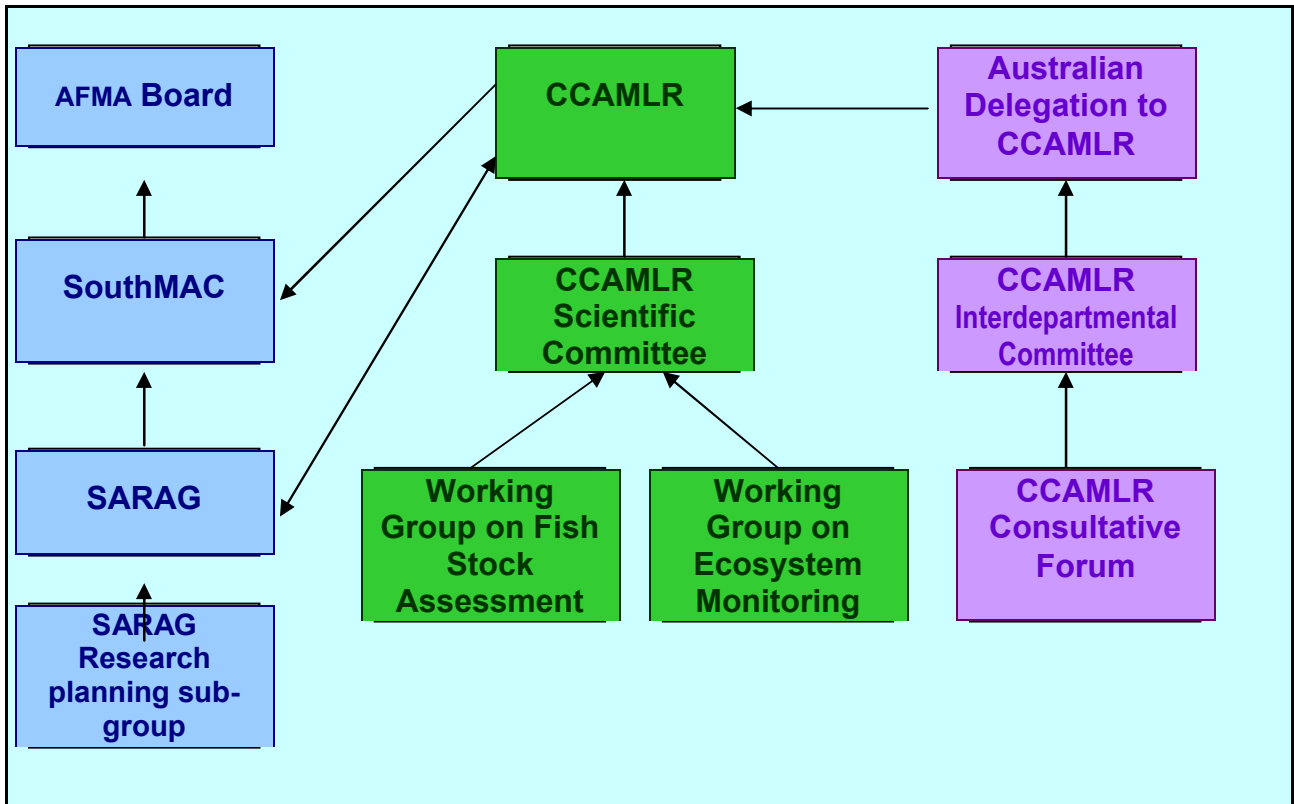 AFMA Board
CCAMLR
Australian
Delegation to
CCAMLR
SouthMAC
CCAMLR
Scientific
Committee
CCAMLR
Interdepartmental
Committee
SARAG
Working
Group on Fish
Stock
Assessment
Working
Group on
Ecosystem
Monitoring
CCAMLR
Consultative
Forum
SARAG
Research
planning sub-
group